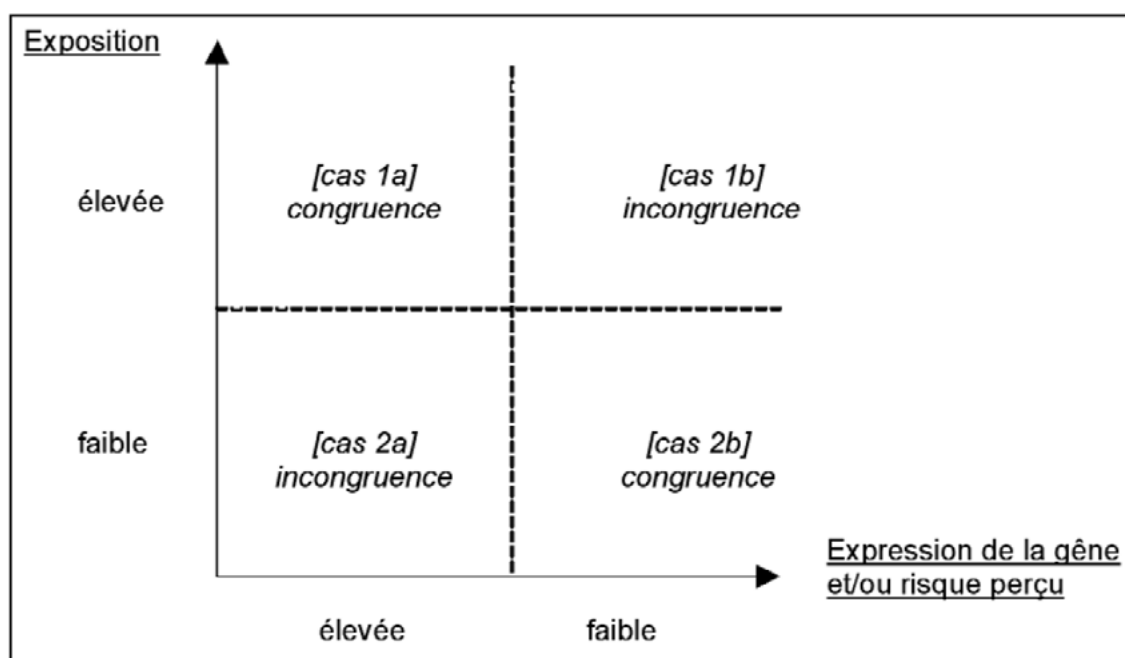 Exposition
élevée
[cas 1a]
congruence
[cas 1b]
incongruence
faible
[cas 2a]
incongruence
[cas 2b]
congruence
Expression de la gêne
et/ou risque perçu
élevée
faible